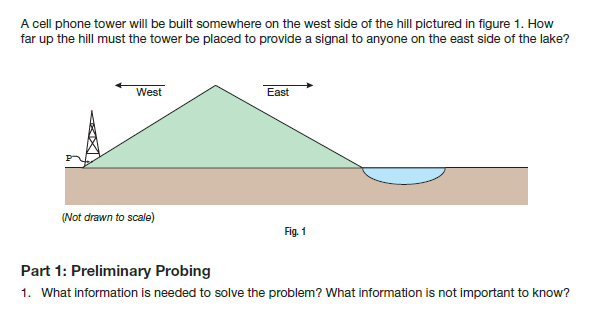 A cell phone tower will be built somewhere on the west side of the hill pictured in figure 1. How
far up the hill must the tower be placed to provide a signal to anyone on the east side of the lake?
West East
P
(Not drawn to scale)
Fig. 1
Part 1: Preliminary Probing
1. What information is needed to solve the problem? What information is not important to know?